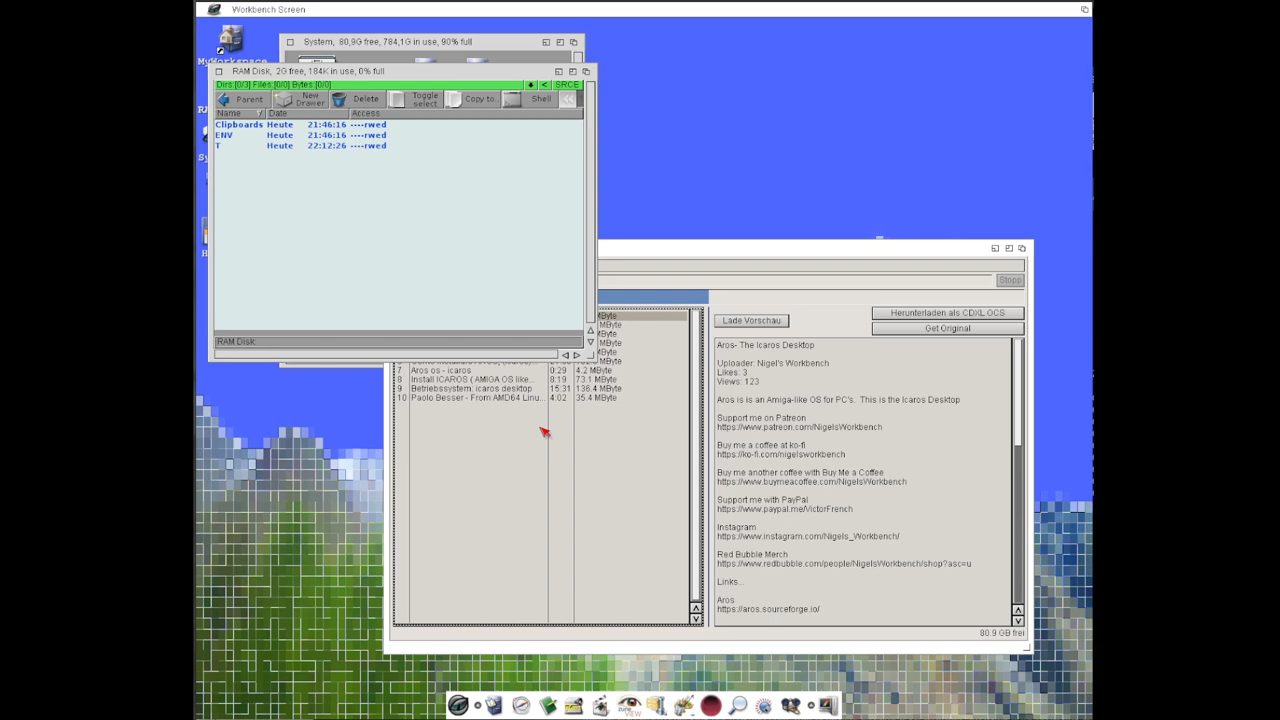 Workbench Screen
MyWorkspace
System, 80,9G free, 784,1G in use, 90% full
RAM Disk, 2G free, 184K in use, 0% full
Dirs:[0/3] Files:[0/0] Bytes:[0/0]
< SRCE
Parent New Drawer Delete Toggle select Copy to Shell
Name Date Access
Clipboards Heute 21:46:16 ----rwed
ENV Heute 21:46:16 ----rwed
T Heute 22:12:26 ----rwed
RAM Disk:
Stopp
MByte
MByte
MByte
MByte
MByte
7 Aros os - icaros 0:29 4.2 MByte
8 Install ICAROS ( AMIGA OS like... 8:19 73.1 MByte
9 Betriebssystem: icaros desktop 15:31 136.4 MByte
10 Paolo Besser - From AMD64 Linu... 4:02 35.4 MByte
Lade Vorschau
Herunterladen als CDXL OCS
Get Original
Aros- The Icaros Desktop
Uploader: Nigel's Workbench
Likes: 3
Views: 123
Aros is is an Amiga-like OS for PC's. This is the Icaros Desktop
Support me on Patreon
https://www.patreon.com/NigelsWorkbench
Buy me a coffee at ko-fi
https://ko-fi.com/nigelsworkbench
Buy me another coffee with Buy Me a Coffee
https://www.buymeacoffee.com/NigelsWorkbench
Support me with PayPal
https://www.paypal.me/VictorFrench
Instagram
https://www.instagram.com/Nigels_Workbench/
Red Bubble Merch
https://www.redbubble.com/people/NigelsWorkbench/shop?asc=u
Links...
Aros
https://aros.sourceforge.io/
80.9 GB frei